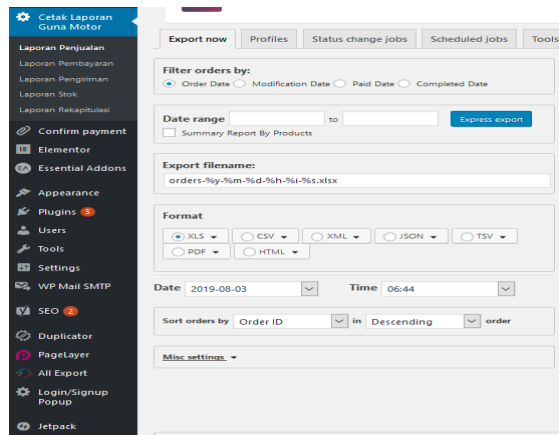 Cetak Laporan
Guna Motor
Laporan Penjualan
Laporan Pembayaran
Laporan Pengiriman
Laporan Stok
Laporan Rekapitulasi
Confirm payment
Elementor
Essential Addons
Appearance
Plugins 5
Users
Tools
Settings
WP Mail SMTP
SEO 2
Duplicator
PageLayer
All Export
Login/Signup
Popup
Jetpack
Export now Profiles Status change jobs Scheduled jobs Tools
Filter orders by:
Order Date Modification Date Paid Date Completed Date
Date range to Express export
Summary Report By Products
Export filename:
orders-%y-%m-%d-%h-%i-%s.xlsx
Format
XLS CSV XML JSON TSV
PDF HTML
Date 2019-08-03 Time 06:44
Sort orders by Order ID in Descending order
Misc settings